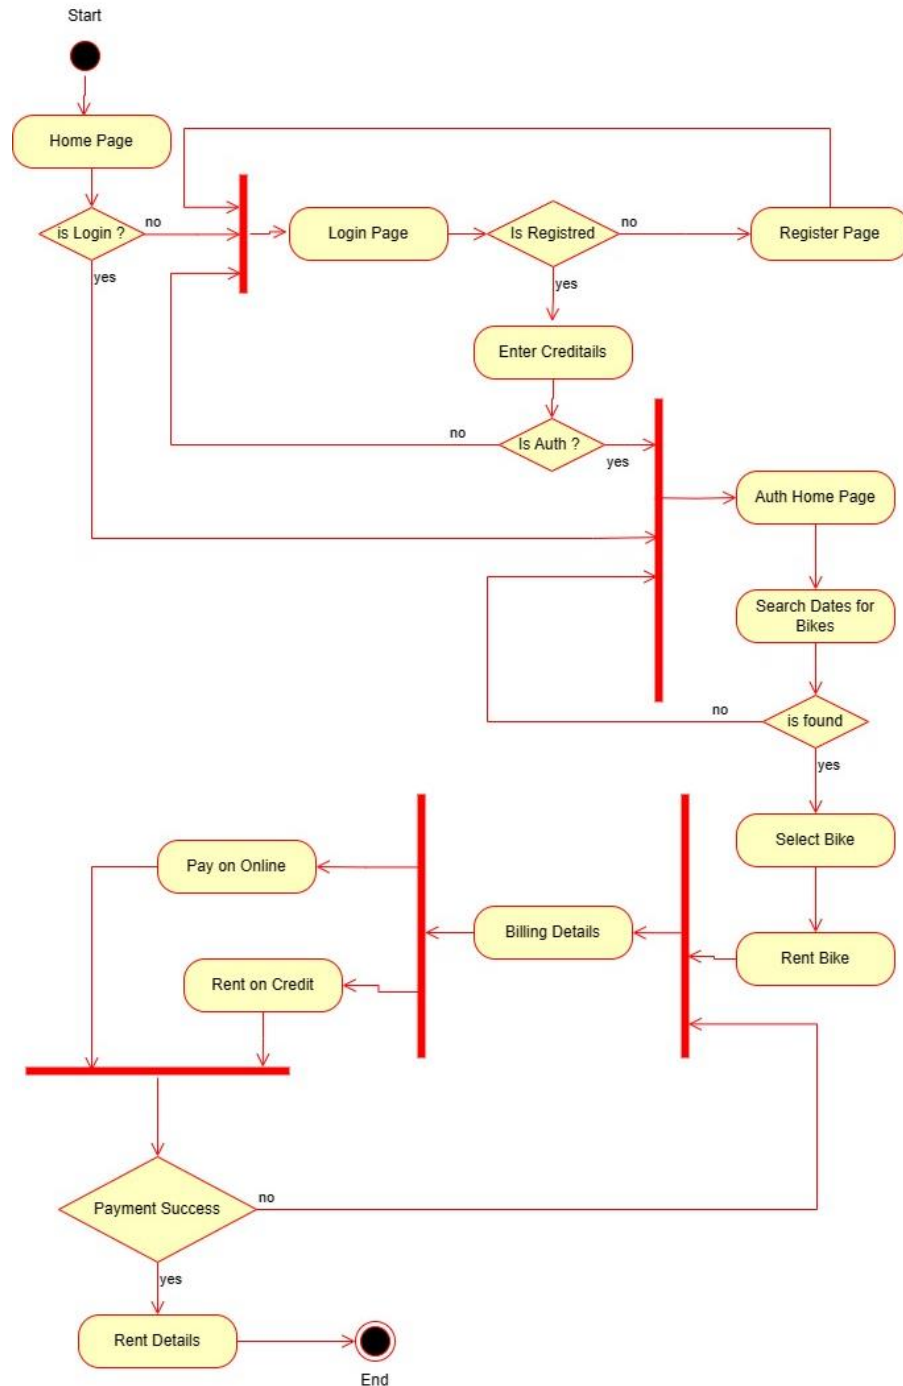 Start
Home Page
is Login ?
no
yes
Login Page
Is Registred
no
yes
Register Page
Enter Creditails
Is Auth ?
no
yes
Auth Home Page
Search Dates for
Bikes
is found
no
yes
Select Bike
Rent Bike
Billing Details
Pay on Online
Rent on Credit
Payment Success
no
yes
Rent Details
End